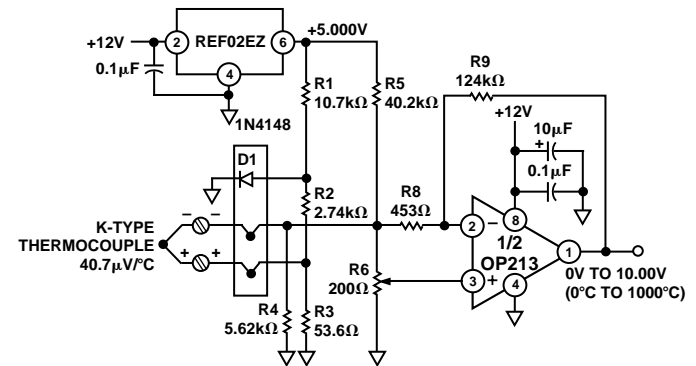 +12V
2
REF02EZ
6
+5.000V
0.1μF
4
1N4148
R1
10.7kΩ
R5
40.2kΩ
R9
124kΩ
+12V
10μF
+
0.1μF
D1
R2
2.74kΩ
R8
453Ω
K-TYPE
THERMOCOUPLE
40.7μV/°C
– –
+ +
2
–
8
1/2
OP213
1
3
+
4
0V TO 10.00V
(0°C TO 1000°C)
R6
200Ω
R4
5.62kΩ
R3
53.6Ω